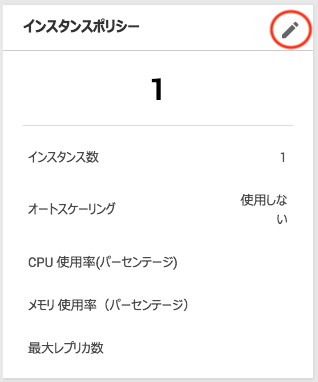 インスタンスポリシー
1
インスタンス数 1
オートスケーリング 使用しな
い
CPU 使用率(パーセンテージ)
メモリ 使用率（パーセンテージ）
最大レプリカ数